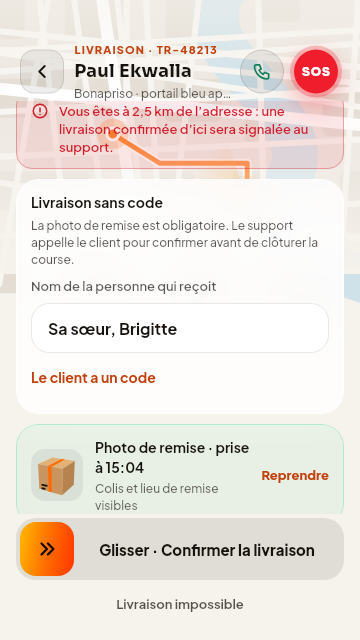 LIVRAISON · TR-48213
Paul Ekwalla
SOS
Bonapriso · portail bleu ap…
Vous êtes à 2,5 km de l'adresse : une
livraison confirmée d'ici sera signalée au
support.
Livraison sans code
La photo de remise est obligatoire. Le support
appelle le client pour confirmer avant de clôturer la
course.
Nom de la personne qui reçoit
Sa sœur, Brigitte
Le client a un code
Photo de remise · prise
à 15:04
Reprendre
Colis et lieu de remise
visibles
Glisser · Confirmer la livraison
Livraison impossible